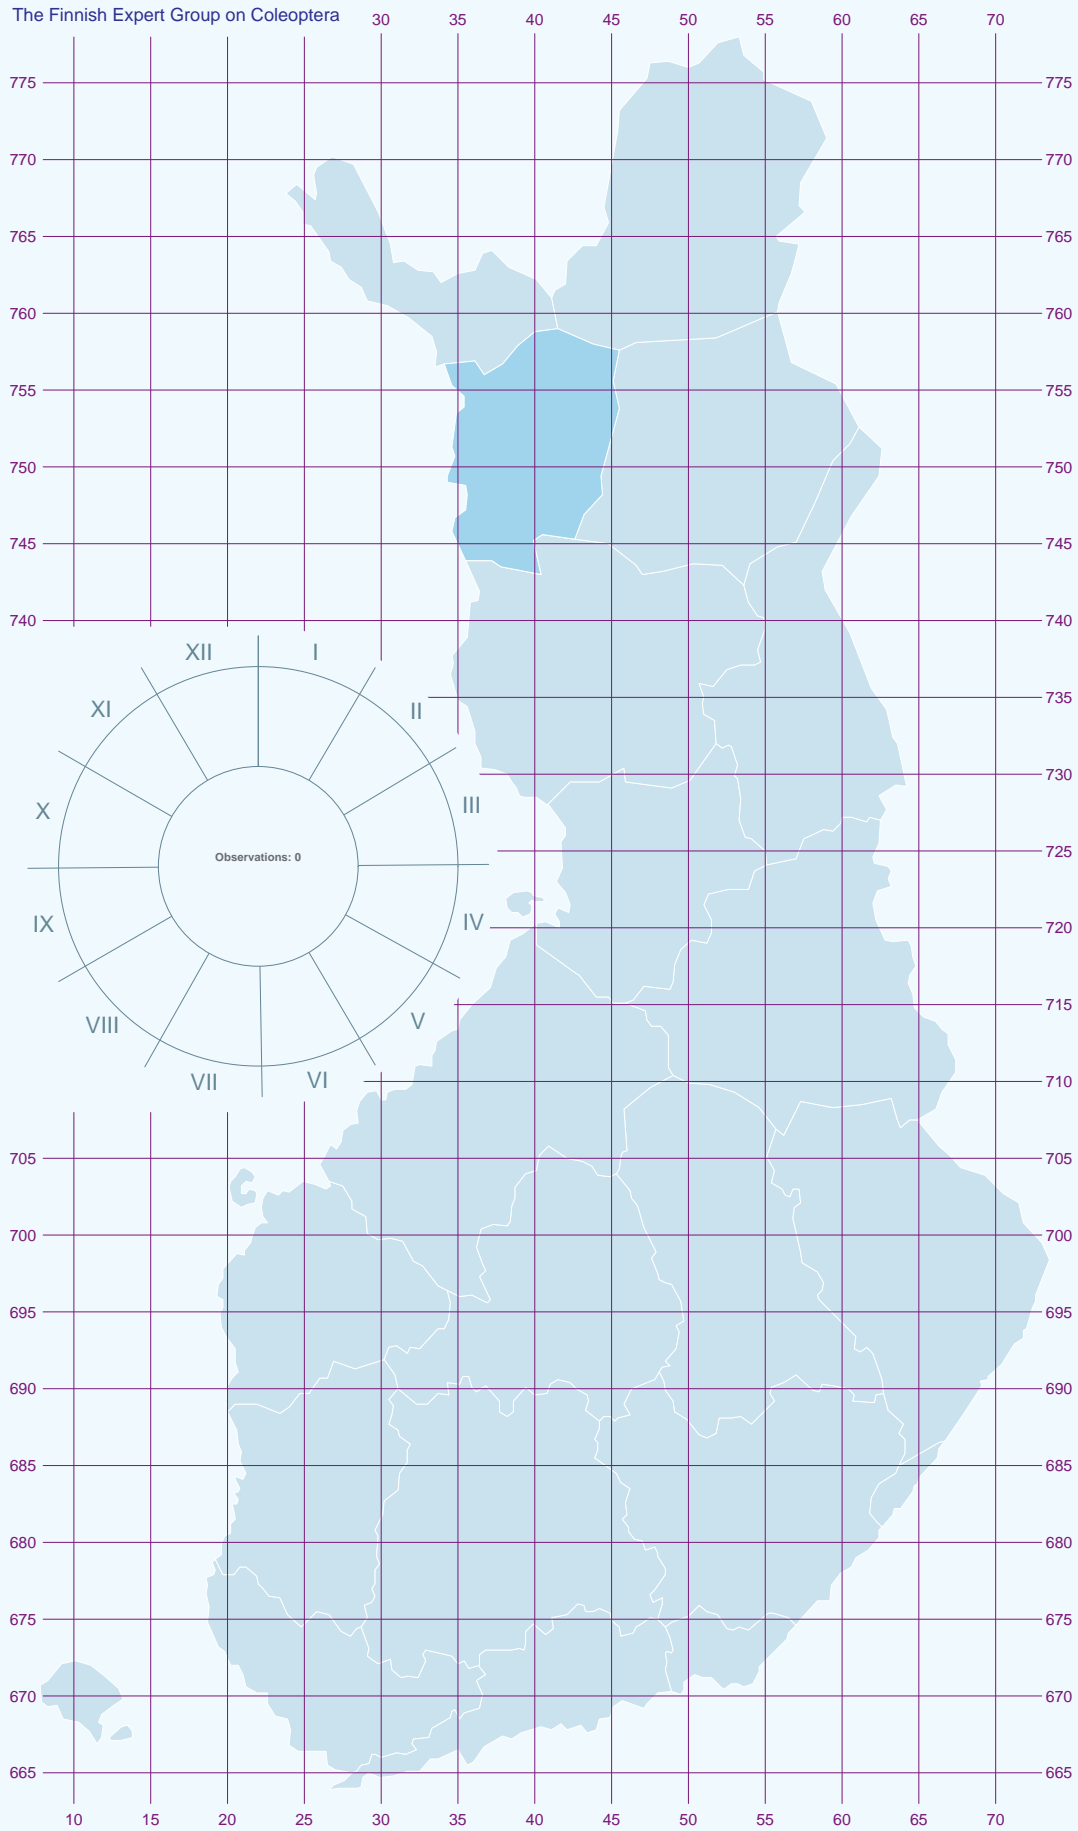 The Finnish Expert Group on Coleoptera 30 35 40 45 50 55 60 65 70
775 775
770 770
765 765
760 760
755 755
750 750
745 745
740 740
XII I
XI II
735
730
X III
Observations: 0
725
IX IV
720
715
VIII V
VII VI
710
705 705
700 700
695 695
690 690
685 685
680 680
675 675
670 670
665 665
10 15 20 25 30 35 40 45 50 55 60 65 70